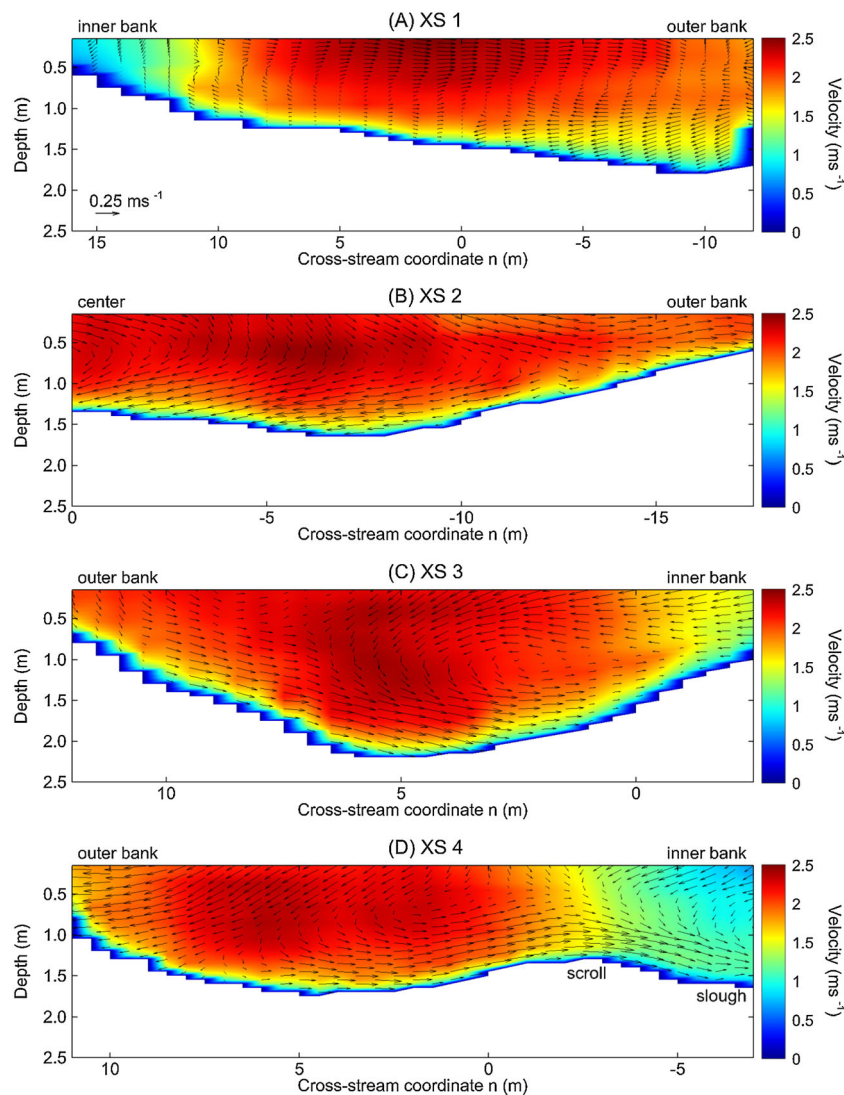 (A) XS 1
inner bank
outer bank
0.5
1.0
1.5
2.0
2.5
Depth (m)
0.25 ms -1
15
10
5
0
-5
-10
Cross-stream coordinate n (m)
2.5
2
1.5
1
0.5
0
Velocity (ms-1)
(B) XS 2
center
outer bank
0.5
1.0
1.5
2.0
2.5
Depth (m)
0
-5
-10
-15
Cross-stream coordinate n (m)
2.5
2
1.5
1
0.5
0
Velocity (ms-1)
(C) XS 3
outer bank
inner bank
0.5
1.0
1.5
2.0
2.5
Depth (m)
10
5
0
Cross-stream coordinate n (m)
2.5
2
1.5
1
0.5
0
Velocity (ms-1)
(D) XS 4
outer bank
inner bank
0.5
1.0
1.5
2.0
2.5
Depth (m)
scroll
slough
10
5
0
-5
Cross-stream coordinate n (m)
2.5
2
1.5
1
0.5
0
Velocity (ms-1)